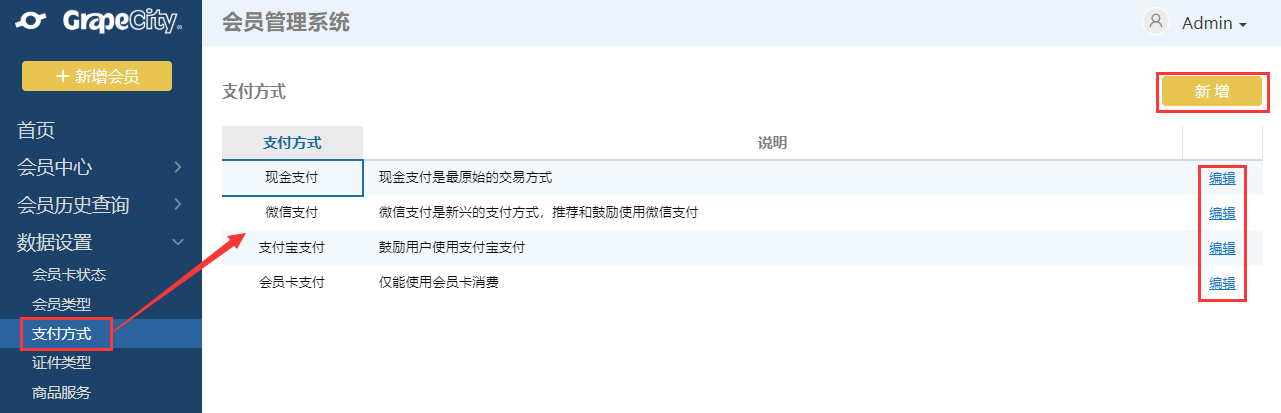 GrapeCity
会员管理系统
Admin
+ 新增会员
首页
会员中心
会员历史查询
数据设置
会员卡状态
会员类型
支付方式
证件类型
商品服务
支付方式
新 增
支付方式 说明
现金支付 现金支付是最原始的交易方式 编辑
微信支付 微信支付是新兴的支付方式，推荐和鼓励使用微信支付 编辑
支付宝支付 鼓励用户使用支付宝支付 编辑
会员卡支付 仅能使用会员卡消费 编辑